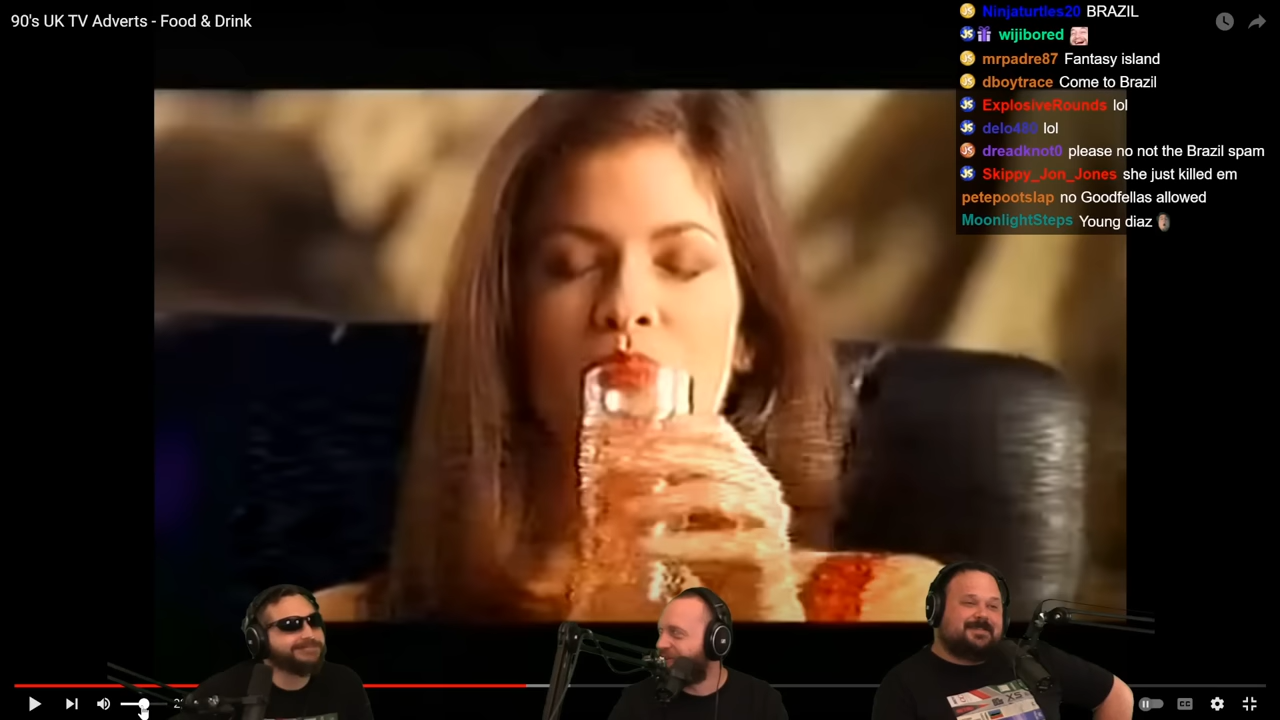 90's UK TV Adverts - Food & Drink
Ninjaturtles20 BRAZIL
wijibored
mrpadre87 Fantasy island
dboytrace Come to Brazil
ExplosiveRounds lol
delo480 lol
dreadknot0 please no not the Brazil spam
Skippy_Jon_Jones she just killed em
petepootslap no Goodfellas allowed
MoonlightSteps Young diaz